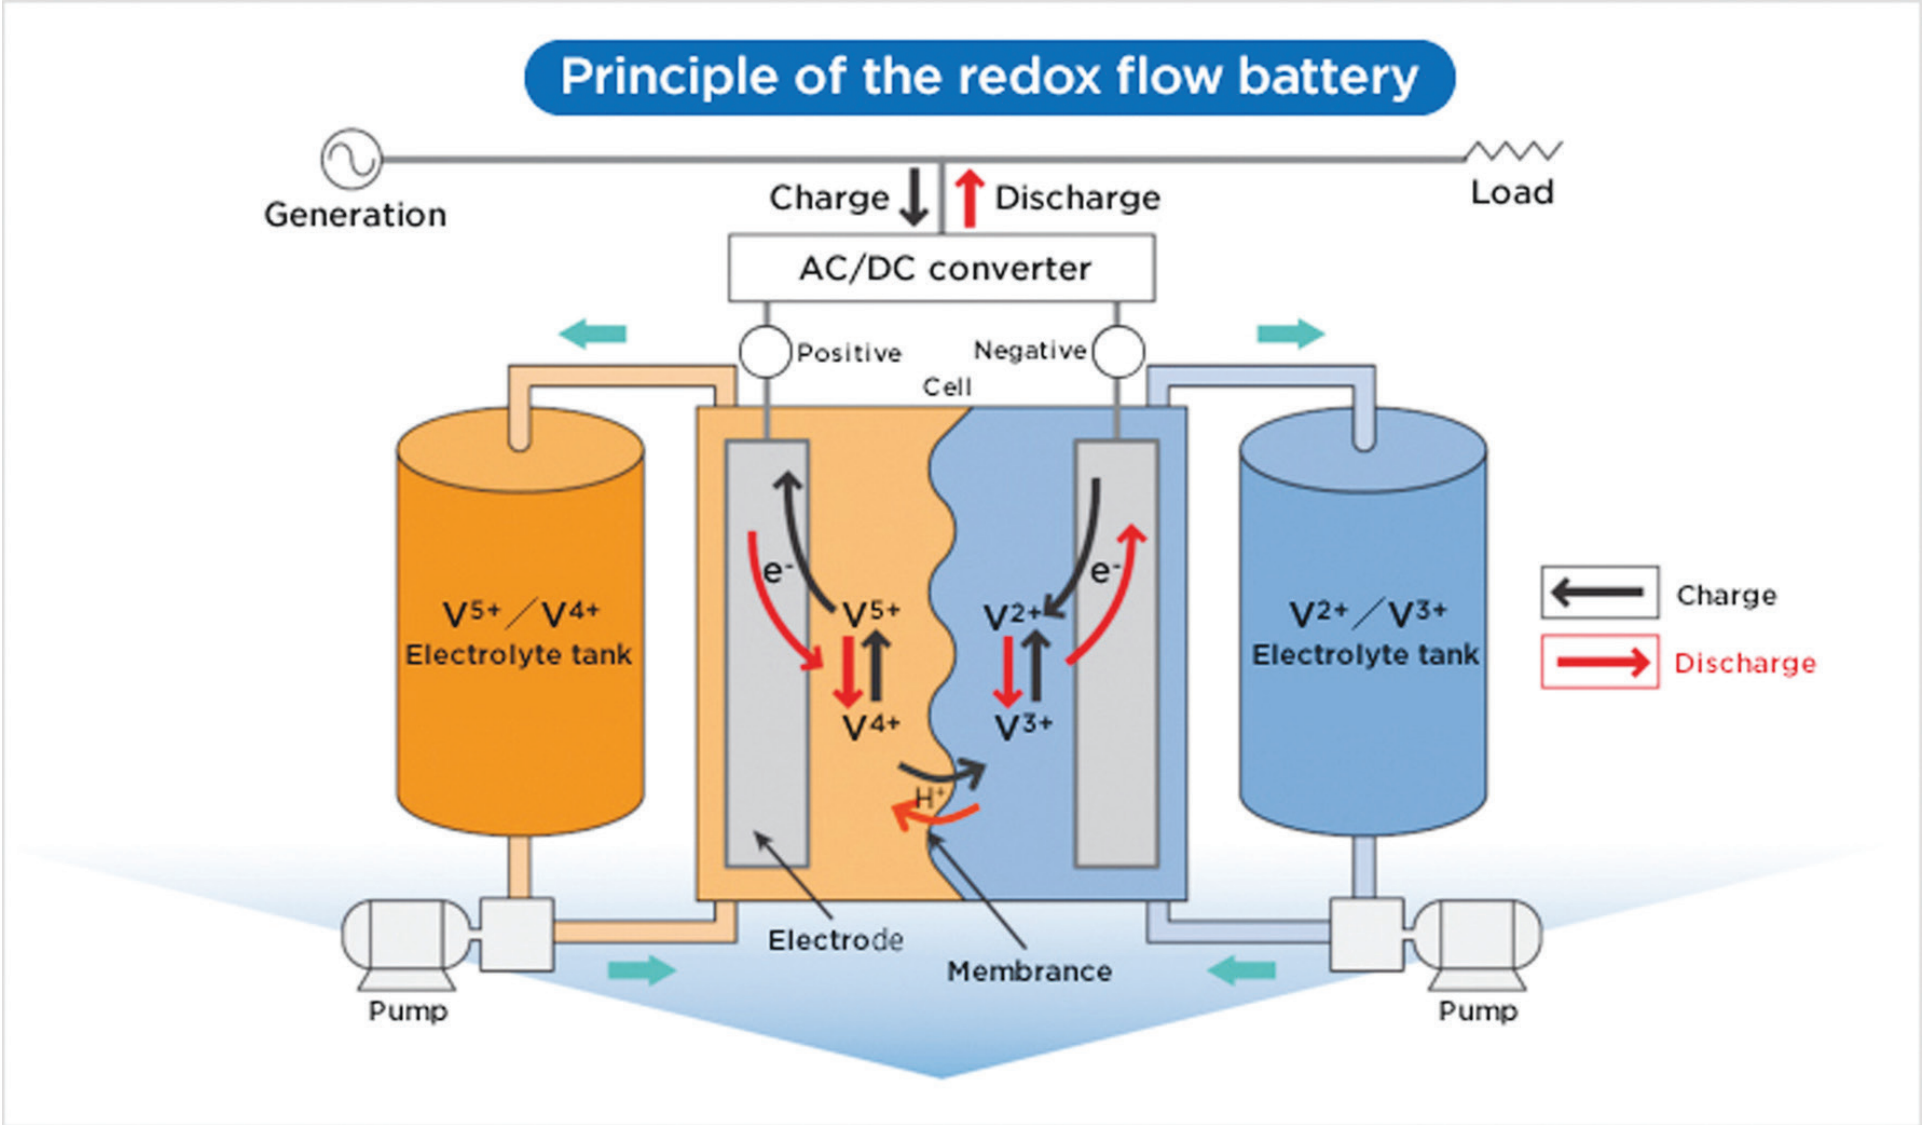 Principle of the redox flow battery
Generation
Charge
Discharge
Load
AC/DC converter
Positive
Negative
Cell
V5+／V4+
Electrolyte tank
e-
V5+
V4+
V2+
V3+
e-
H+
V2+／V3+
Electrolyte tank
Charge
Discharge
Electrode
Membrance
Pump
Pump